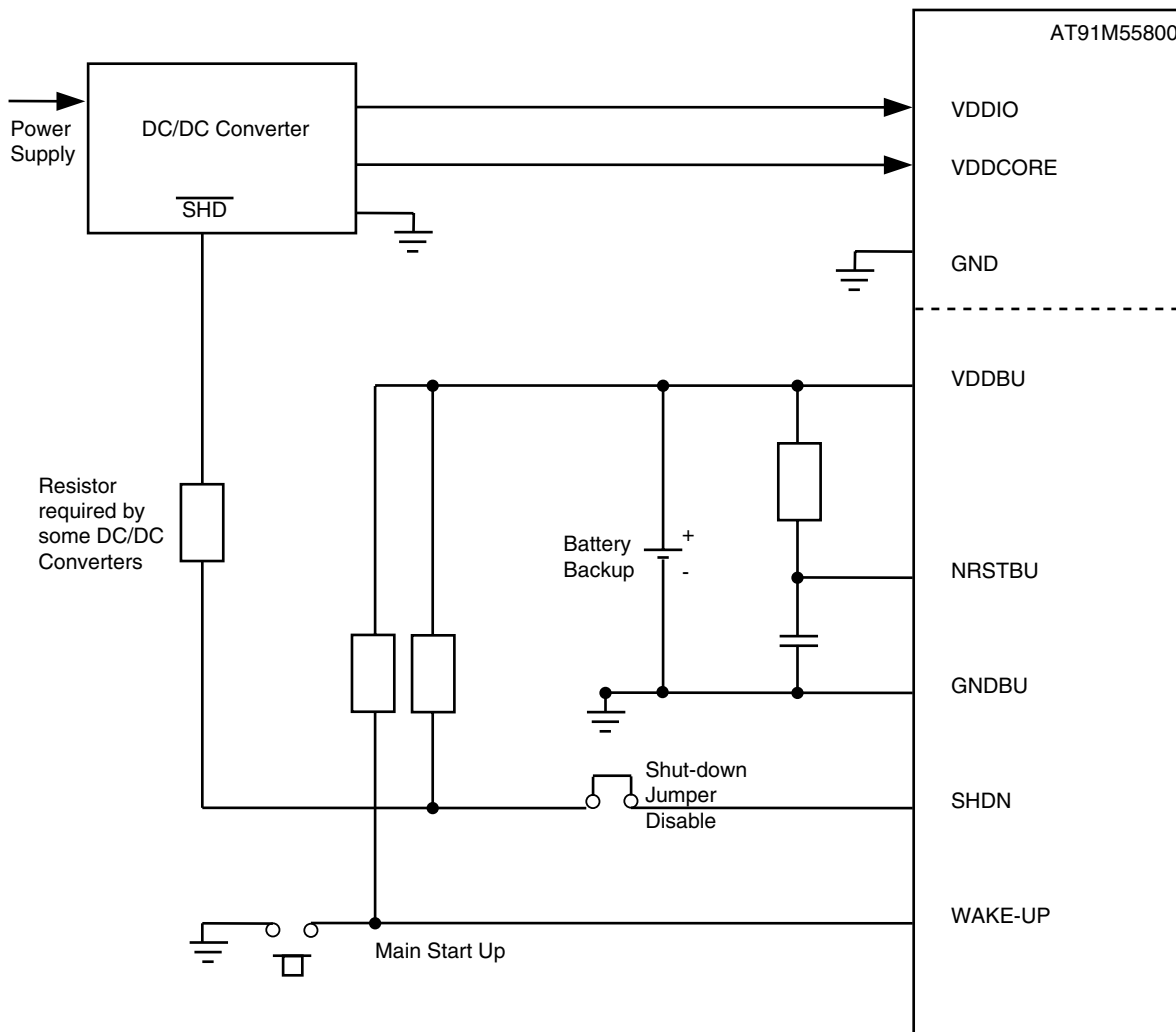 AT91M55800
Power
Supply
DC/DC Converter
SHD
VDDIO
VDDCORE
GND
VDDBU
Resistor
required by
some DC/DC
Converters
Battery
Backup
+
-
NRSTBU
GNDBU
Shut-down
Jumper
Disable
SHDN
WAKE-UP
Main Start Up